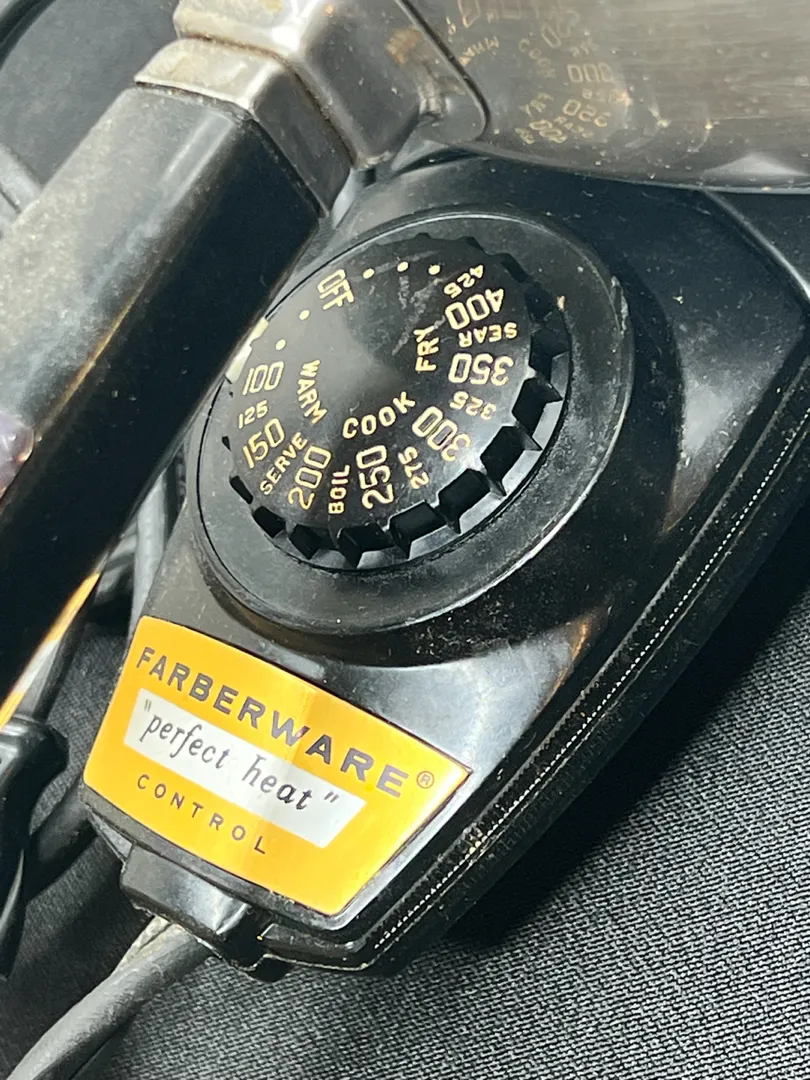 OFF
100
125
150
SERVE
200
BOIL
250
275
300
325
350
SEAR
400
425
WARM
COOK
FRY
FARBERWARE®
"perfect heat"
CONTROL